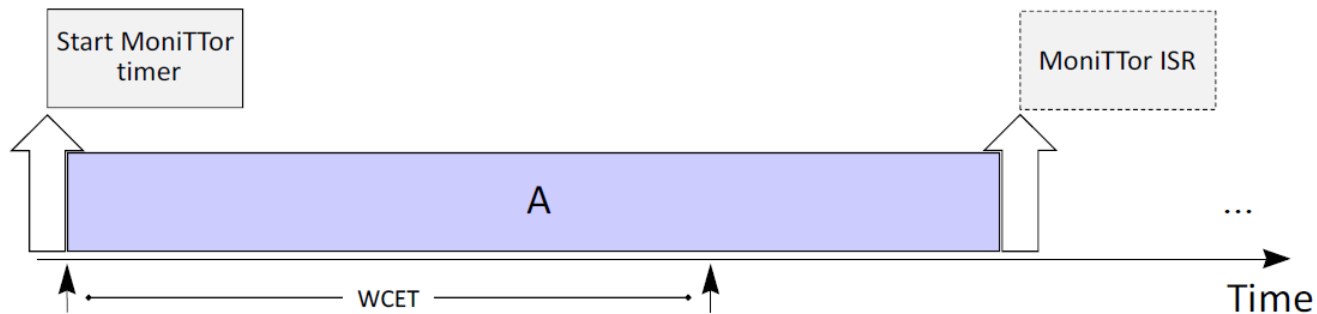 Start MoniTTor
timer
MoniTTor ISR
A
...
WCET
Time